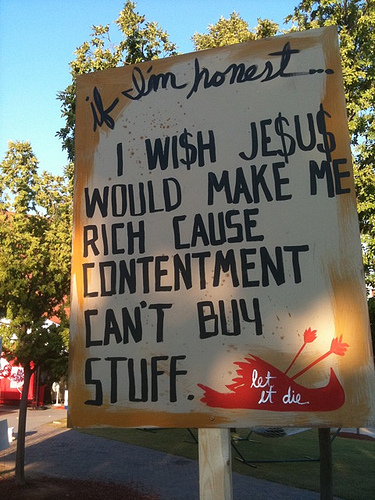 if I'm honest...
I WI$H JE$U$
WOULD MAKE ME
RICH CAUSE
CONTENTMENT
CAN'T BUY
STUFF.
let
it die